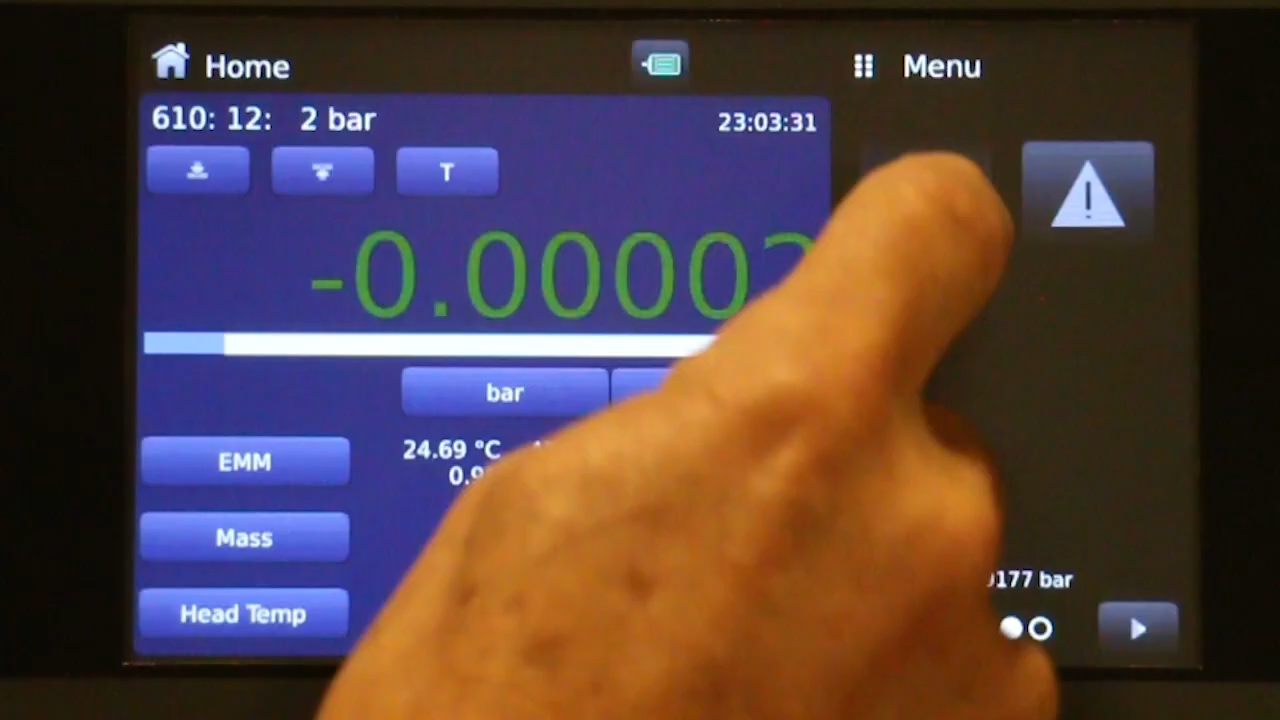 Home
Menu
610: 12: 2 bar
23:03:31
T
-0.0000
bar
24.69 °C
EMM
Mass
177 bar
Head Temp